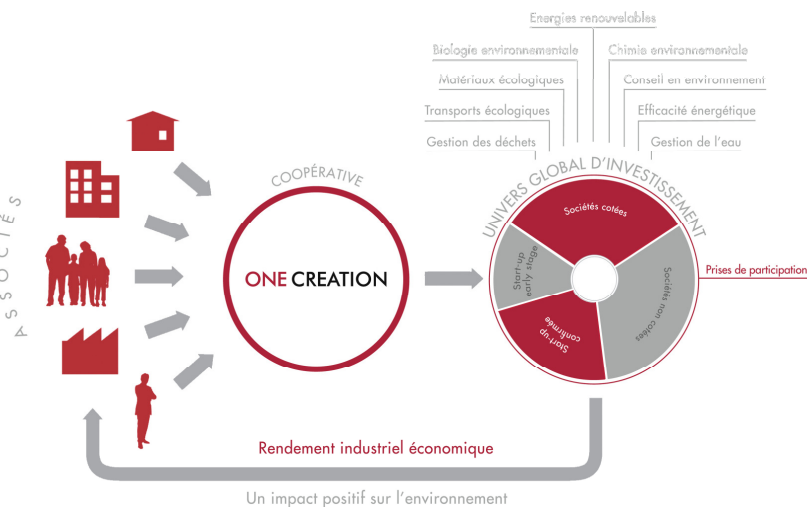 Energies renouvelables
Biologie environnementale
Chimie environnementale
Matériaux écologiques
Conseil en environnement
Transports écologiques
Efficacité énergétique
Gestion des déchets
Gestion de l'eau
ASSOCIÉS
COOPÉRATIVE
ONE CREATION
UNIVERS GLOBAL D'INVESTISSEMENT
Sociétés cotées
Start-up
early stage
Sociétés non cotées
Start-up
confirmée
Prises de participation
Rendement industriel économique
Un impact positif sur l'environnement